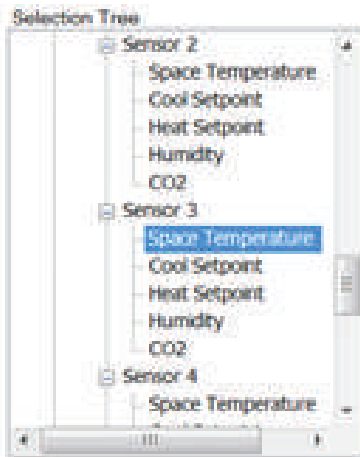 Selection Tree
Sensor 2
Space Temperature
Cool Setpoint
Heat Setpoint
Humidity
CO2
Sensor 3
Space Temperature
Cool Setpoint
Heat Setpoint
Humidity
CO2
Sensor 4
Space Temperature